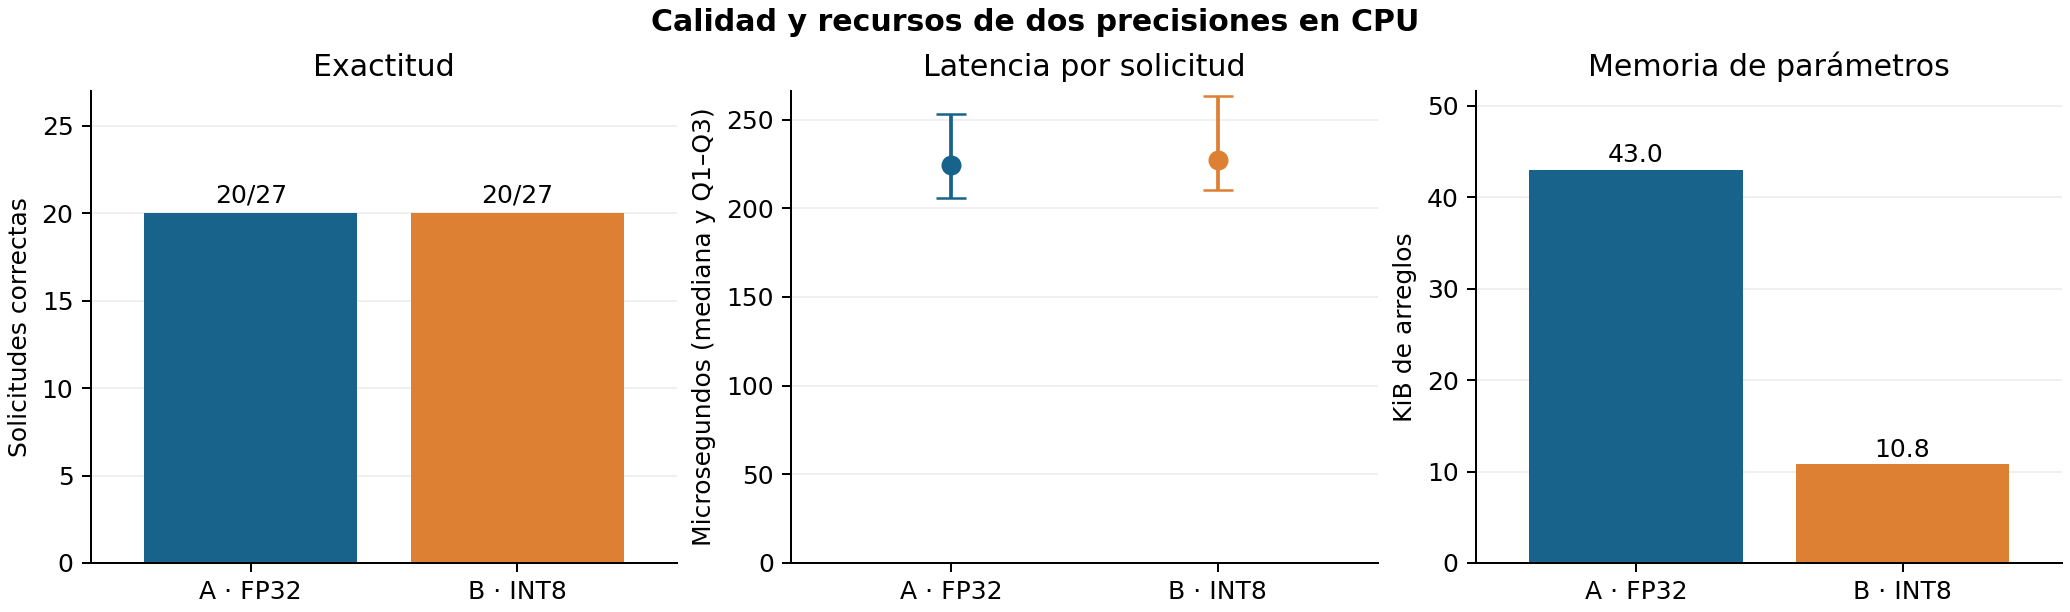 Calidad y recursos de dos precisiones en CPU
Exactitud
Solicitudes correctas
25
20
15
10
5
0
20/27
20/27
A · FP32
B · INT8
Latencia por solicitud
Microsegundos (mediana y Q1–Q3)
250
200
150
100
50
0
A · FP32
B · INT8
Memoria de parámetros
KiB de arreglos
50
40
30
20
10
0
43.0
10.8
A · FP32
B · INT8